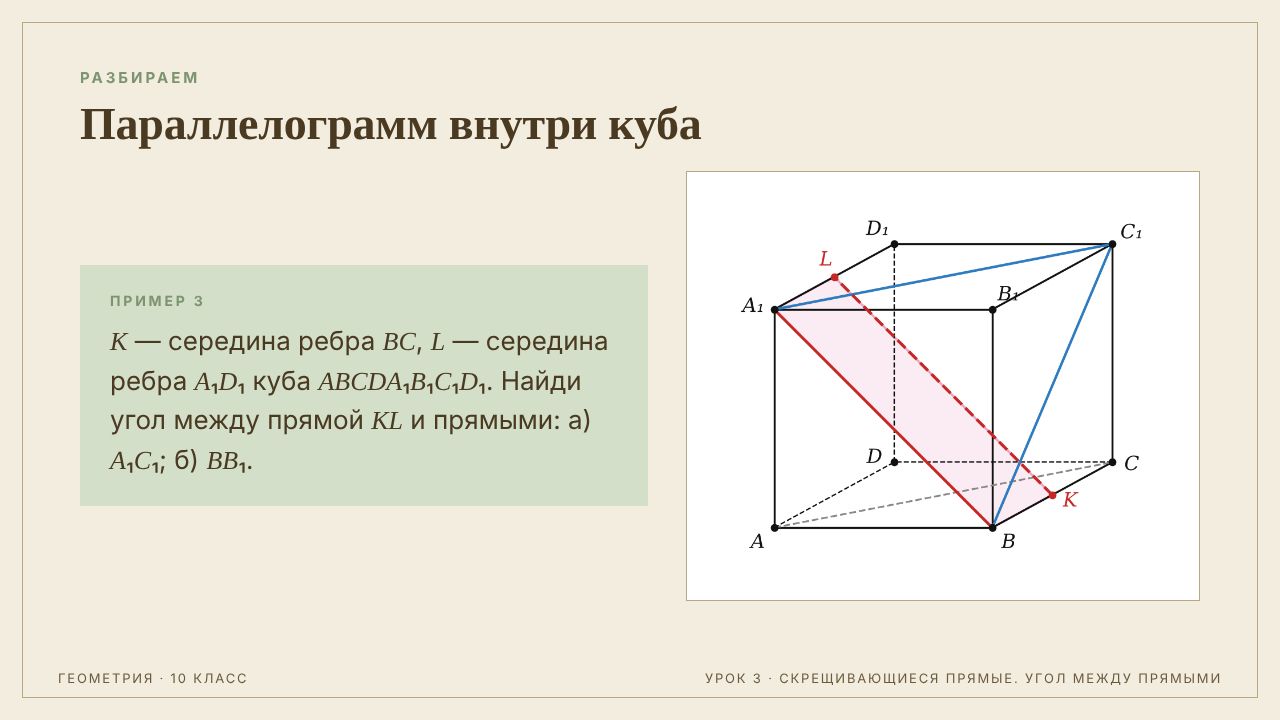 РАЗБИРАЕМ
Параллелограмм внутри куба
ПРИМЕР 3
K — середина ребра BC, L — середина
ребра A₁D₁ куба ABCDA₁B₁C₁D₁. Найди
угол между прямой KL и прямыми: а)
A₁C₁; б) BB₁.
D₁
C₁
L
A₁
B₁
D
C
K
A
B
ГЕОМЕТРИЯ · 10 КЛАСС
УРОК 3 · СКРЕЩИВАЮЩИЕСЯ ПРЯМЫЕ. УГОЛ МЕЖДУ ПРЯМЫМИ